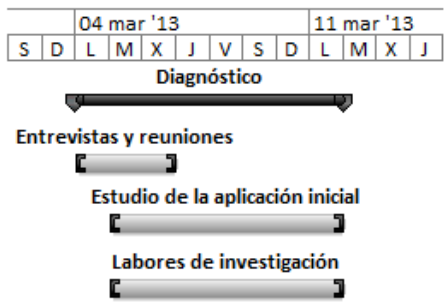 04 mar '13 11 mar '13
S D L M X J V S D L M X J
Diagnóstico
Entrevistas y reuniones
Estudio de la aplicación inicial
Labores de investigación